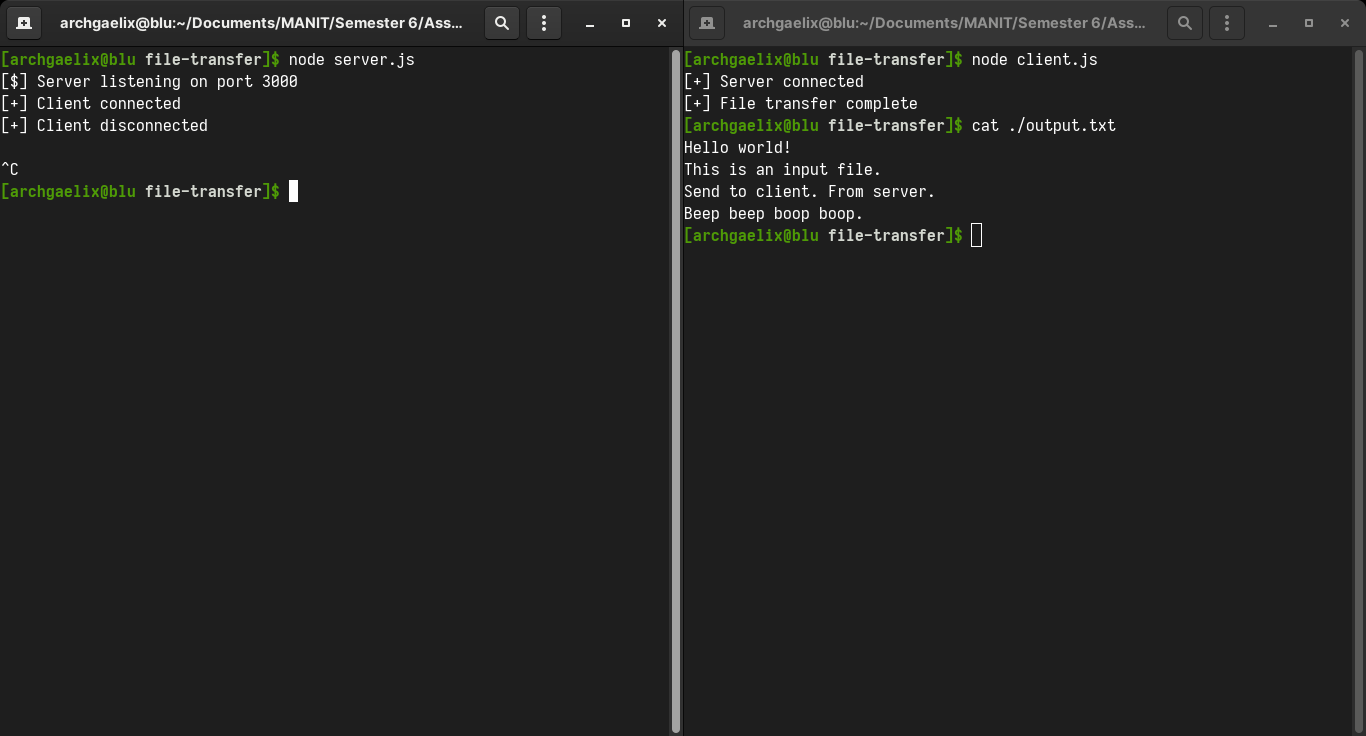 archgaelix@blu:~/Documents/MANIT/Semester 6/Ass...
[archgaelix@blu file-transfer]$ node server.js
[$] Server listening on port 3000
[+] Client connected
[+] Client disconnected
^C
[archgaelix@blu file-transfer]$
archgaelix@blu:~/Documents/MANIT/Semester 6/Ass...
[archgaelix@blu file-transfer]$ node client.js
[+] Server connected
[+] File transfer complete
[archgaelix@blu file-transfer]$ cat ./output.txt
Hello world!
This is an input file.
Send to client. From server.
Beep beep boop boop.
[archgaelix@blu file-transfer]$